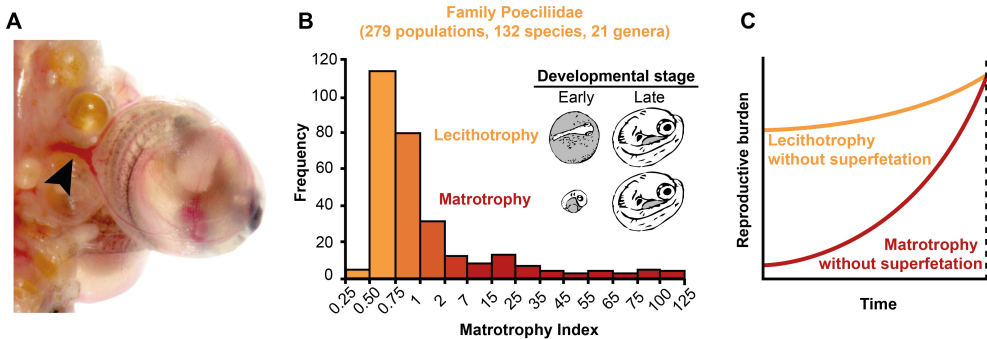 A
B
Family Poeciliidae
(279 populations, 132 species, 21 genera)
Frequency
120
100
80
60
40
20
0
0.25
0.50
0.75
1
2
7
15
25
35
45
55
65
75
100
125
Matrotrophy Index
Developmental stage
Early
Late
Lecithotrophy
Matrotrophy
C
Reproductive burden
Lecithotrophy
without superfetation
Matrotrophy
without superfetation
Time